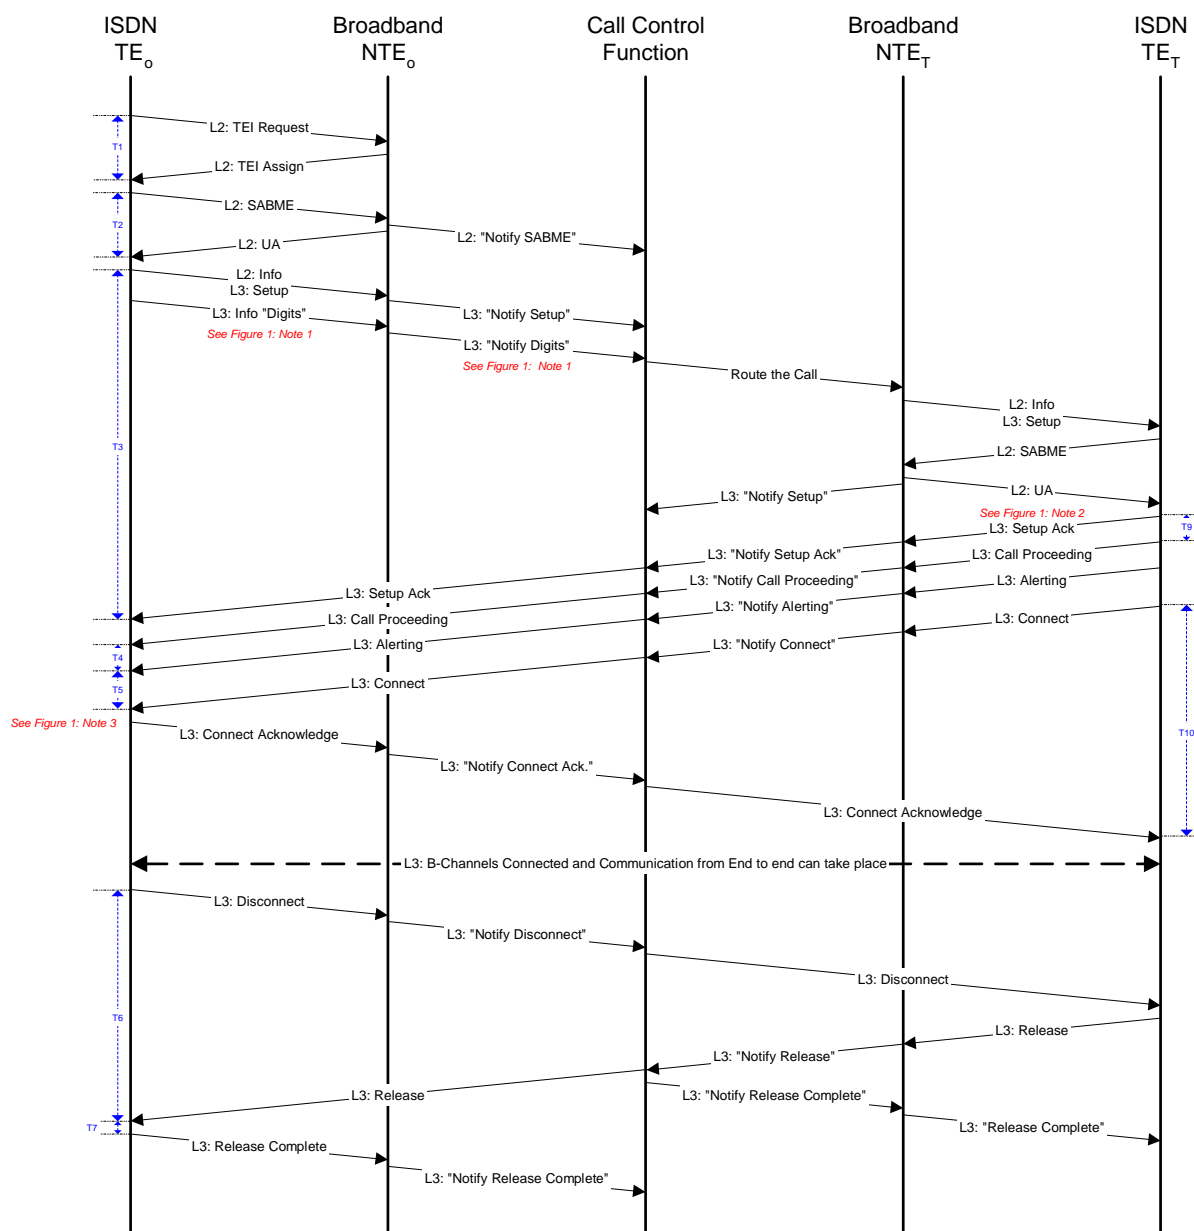 ISDN
TEo
Broadband
NTEo
Call Control
Function
Broadband
NTET
ISDN
TET
L2: TEI Request
T1
L2: TEI Assign
L2: SABME
T2
L2: "Notify SABME"
L2: UA
L2: Info
L3: Setup
L3: Info "Digits"
L3: "Notify Setup"
See Figure 1: Note 1
L3: "Notify Digits"
See Figure 1: Note 1
Route the Call
L2: Info
L3: Setup
T3
L2: SABME
L2: UA
L3: "Notify Setup"
See Figure 1: Note 2
L3: Setup Ack
T9
L3: "Notify Setup Ack"
L3: Call Proceeding
L3: "Notify Call Proceeding"
L3: Alerting
L3: Setup Ack
L3: "Notify Alerting"
L3: Call Proceeding
L3: Connect
L3: Alerting
L3: "Notify Connect"
T4
L3: Connect
T5
See Figure 1: Note 3
L3: Connect Acknowledge
T10
L3: "Notify Connect Ack."
L3: Connect Acknowledge
L3: B-Channels Connected and Communication from End to end can take place
L3: Disconnect
L3: "Notify Disconnect"
L3: Disconnect
T6
L3: Release
L3: "Notify Release"
L3: Release
L3: "Notify Release Complete"
T7
L3: "Release Complete"
L3: Release Complete
L3: "Notify Release Complete"